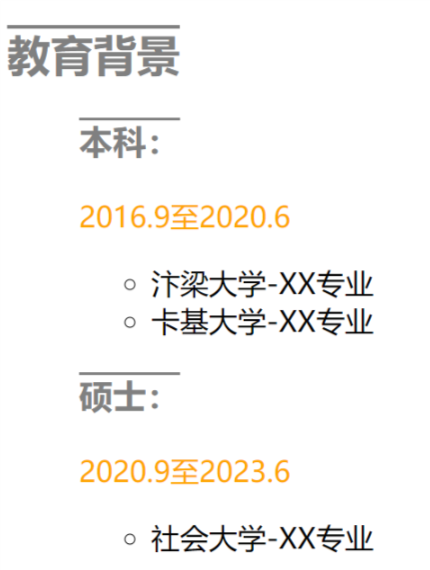 教育背景
本科：
2016.9至2020.6
汴梁大学-XX专业
卡基大学-XX专业
硕士：
2020.9至2023.6
社会大学-XX专业